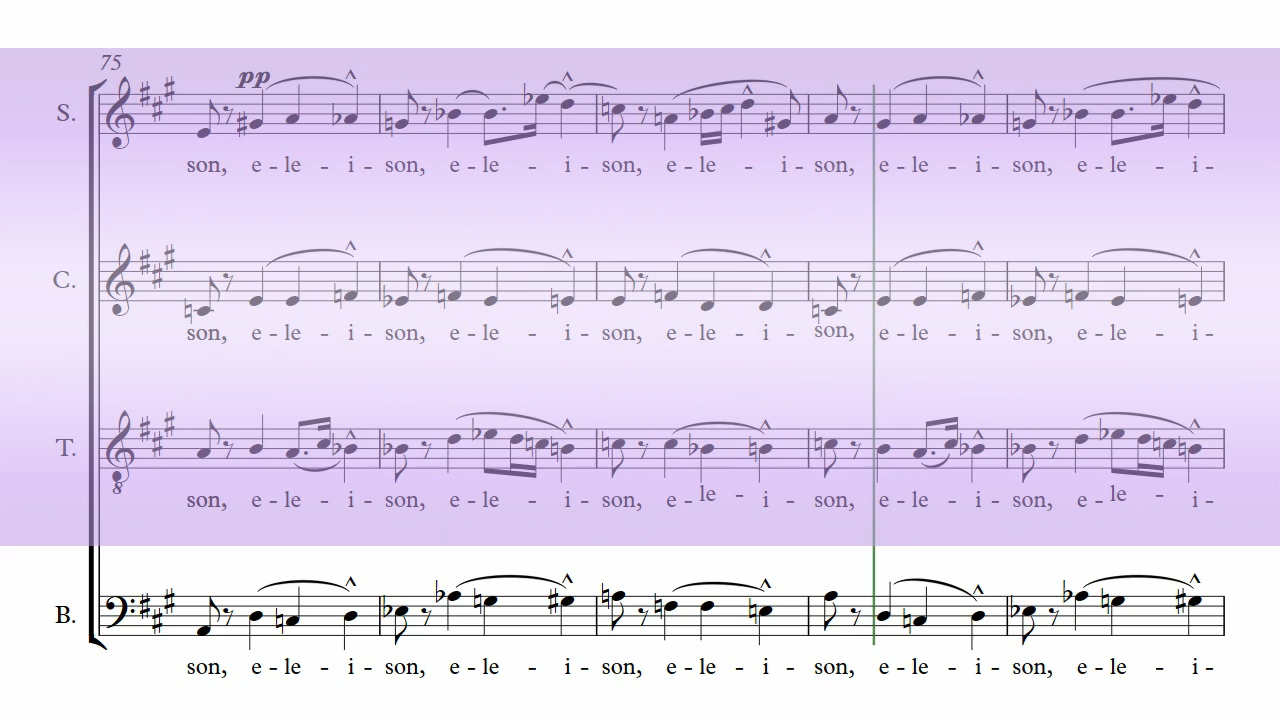 75
pp
S.
son, e - le - i - son, e - le - i - son, e - le - i - son, e - le - i - son, e - le - i -
C.
son, e - le - i - son, e - le - i - son, e - le - i - son, e - le - i - son, e - le - i -
T.
8
son, e - le - i - son, e - le - i - son, e - le - i - son, e - le - i - son, e - le - i -
B.
son, e - le - i - son, e - le - i - son, e - le - i - son, e - le - i - son, e - le - i -